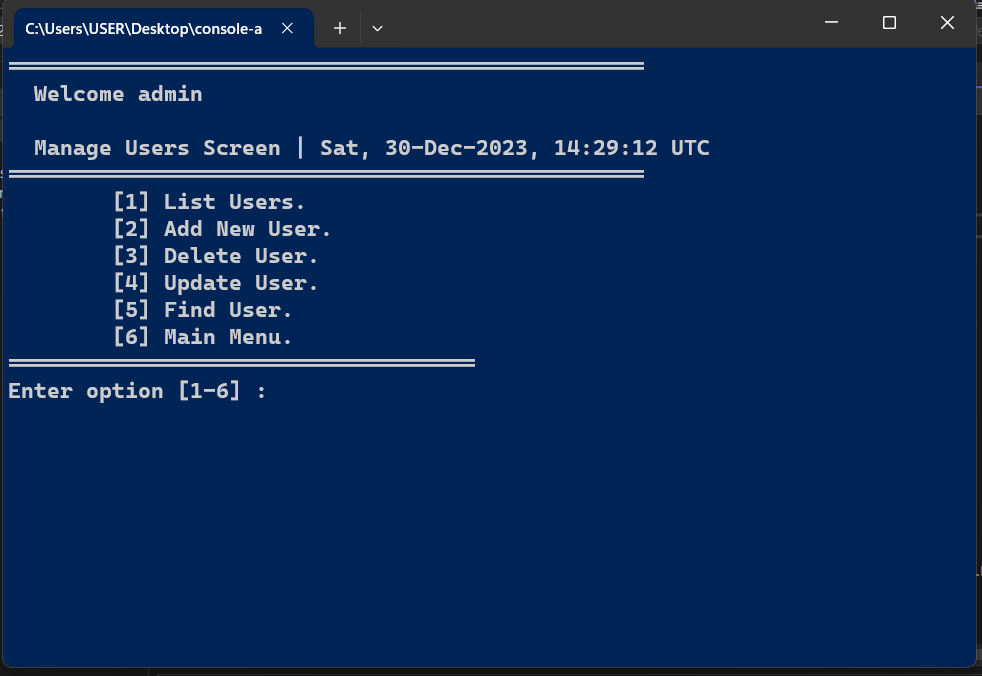 C:\Users\USER\Desktop\console-a
Welcome admin
Manage Users Screen | Sat, 30-Dec-2023, 14:29:12 UTC
[1] List Users.
[2] Add New User.
[3] Delete User.
[4] Update User.
[5] Find User.
[6] Main Menu.
Enter option [1-6] :